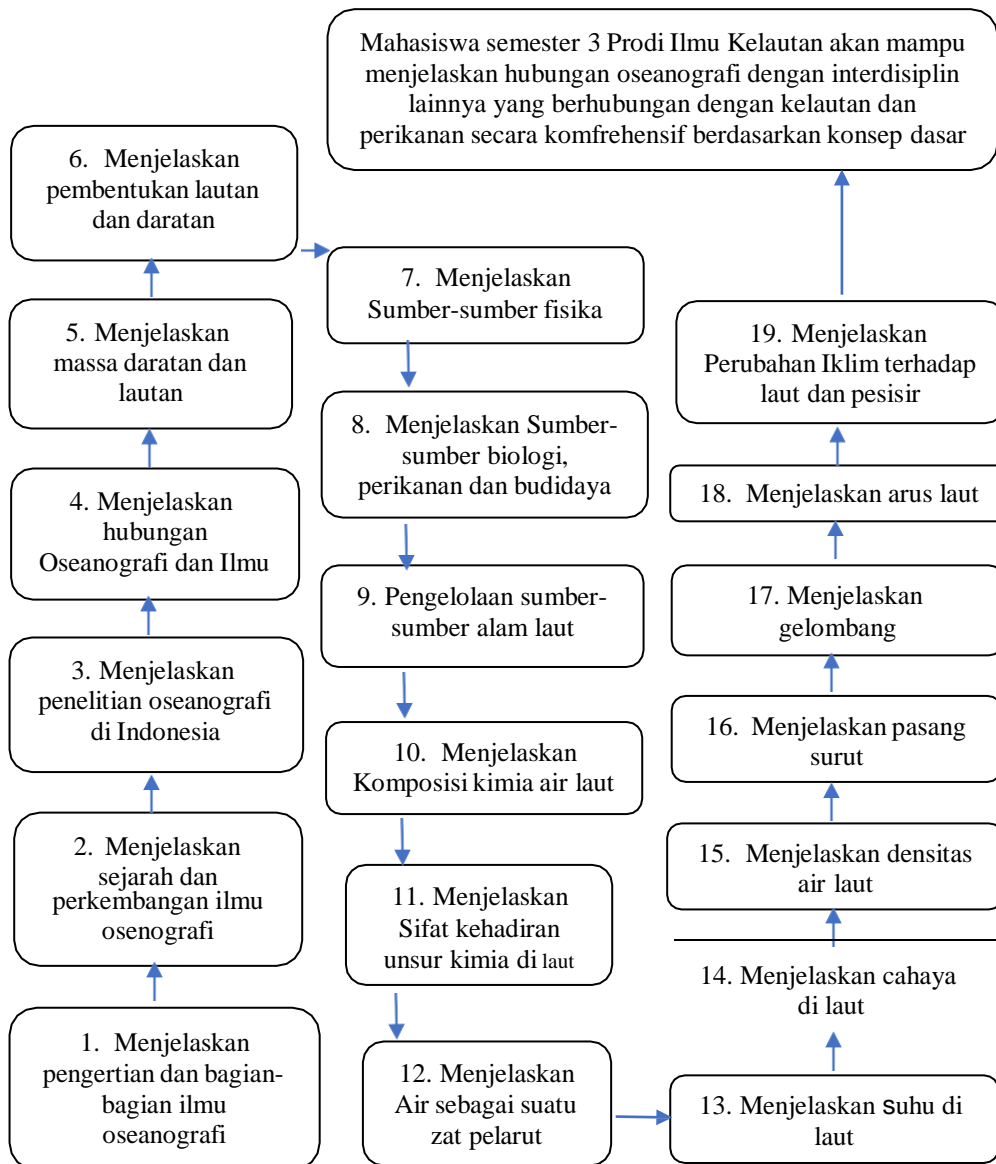 Mahasiswa semester 3 Prodi Ilmu Kelautan akan mampu
menjelaskan hubungan oseanografi dengan interdisiplin
lainnya yang berhubungan dengan kelautan dan
perikanan secara komfrehensif berdasarkan konsep dasar
6. Menjelaskan
pembentukan lautan
dan daratan
5. Menjelaskan
massa daratan dan
lautan
4. Menjelaskan
hubungan
Oseanografi dan Ilmu
3. Menjelaskan
penelitian oseanografi
di Indonesia
2. Menjelaskan
sejarah dan
perkembangan ilmu
osenografi
1. Menjelaskan
pengertian dan bagian-
bagian ilmu
oseanografi
7. Menjelaskan
Sumber-sumber fisika
8. Menjelaskan Sumber-
sumber biologi,
perikanan dan budidaya
9. Pengelolaan sumber-
sumber alam laut
10. Menjelaskan
Komposisi kimia air laut
11. Menjelaskan
Sifat kehadiran
unsur kimia di laut
12. Menjelaskan
Air sebagai suatu
zat pelarut
19. Menjelaskan
Perubahan Iklim terhadap
laut dan pesisir
18. Menjelaskan arus laut
17. Menjelaskan
gelombang
16. Menjelaskan pasang
surut
15. Menjelaskan densitas
air laut
14. Menjelaskan cahaya
di laut
13. Menjelaskan suhu di
laut